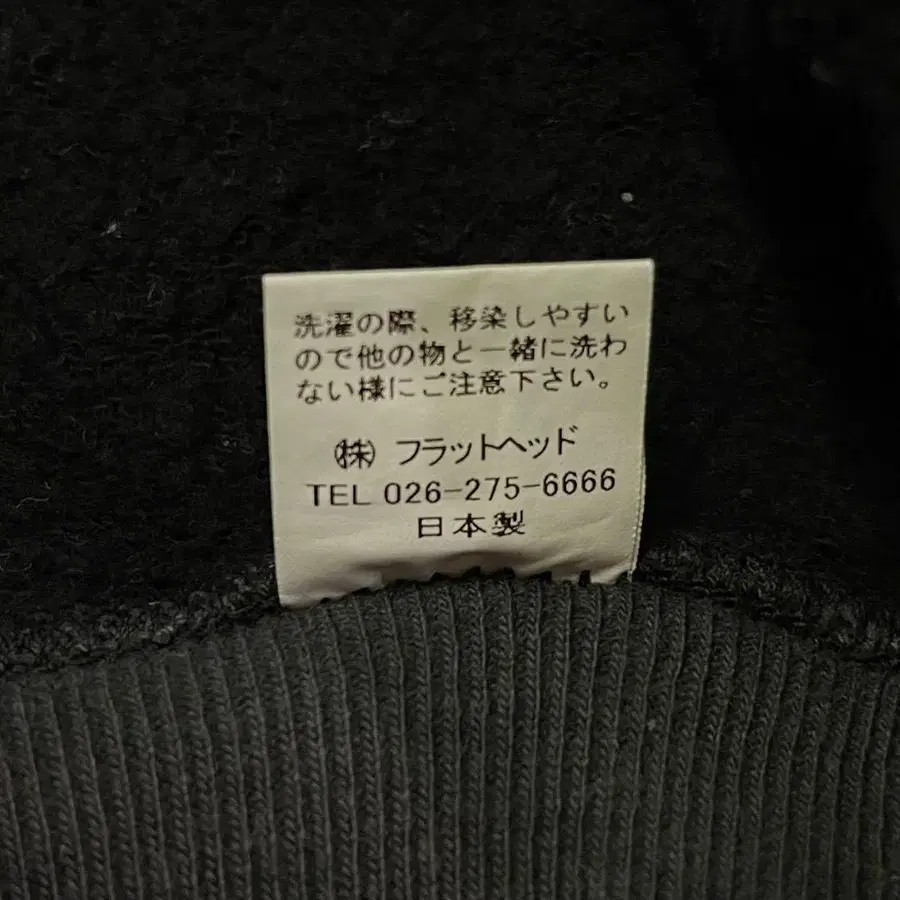 洗濯の際、移染しやすい
ので他の物と一緒に洗わ
ない様にご注意下さい。
㈱ フラットヘッド
TEL 026-275-6666
日本製